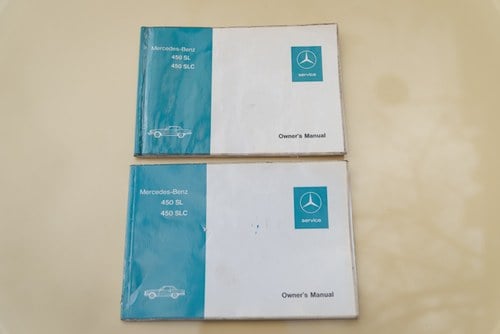 Mercedes-Benz
450 SL
450 SLC
service
Owner's Manual
Mercedes-Benz
450 SL
450 SLC
service
Owner's Manual